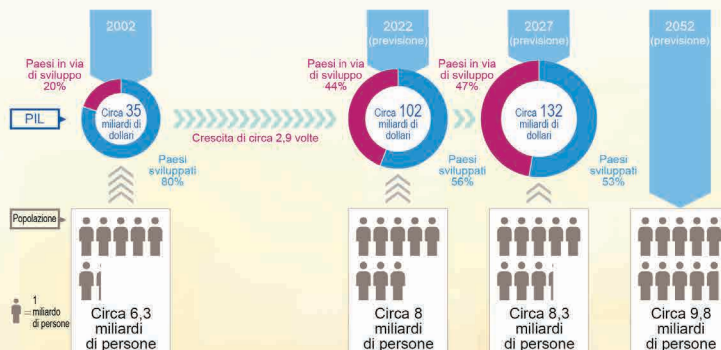 2002
2022
(previsione)
2027
(previsione)
2052
(previsione)
Paesi in via
di sviluppo
20%
Paesi in via
di sviluppo
44%
Paesi in via
di sviluppo
47%
PIL
Circa 35
miliardi di
dollari
Crescita di circa 2,9 volte
Circa 102
miliardi di
dollari
Circa 132
miliardi di
dollari
Paesi
sviluppati
80%
Paesi
sviluppati
56%
Paesi
sviluppati
53%
Popolazione
1
= miliardo
di persone
Circa 6,3
miliardi
di persone
Circa 8
miliardi
di persone
Circa 8,3
miliardi
di persone
Circa 9,8
miliardi
di persone